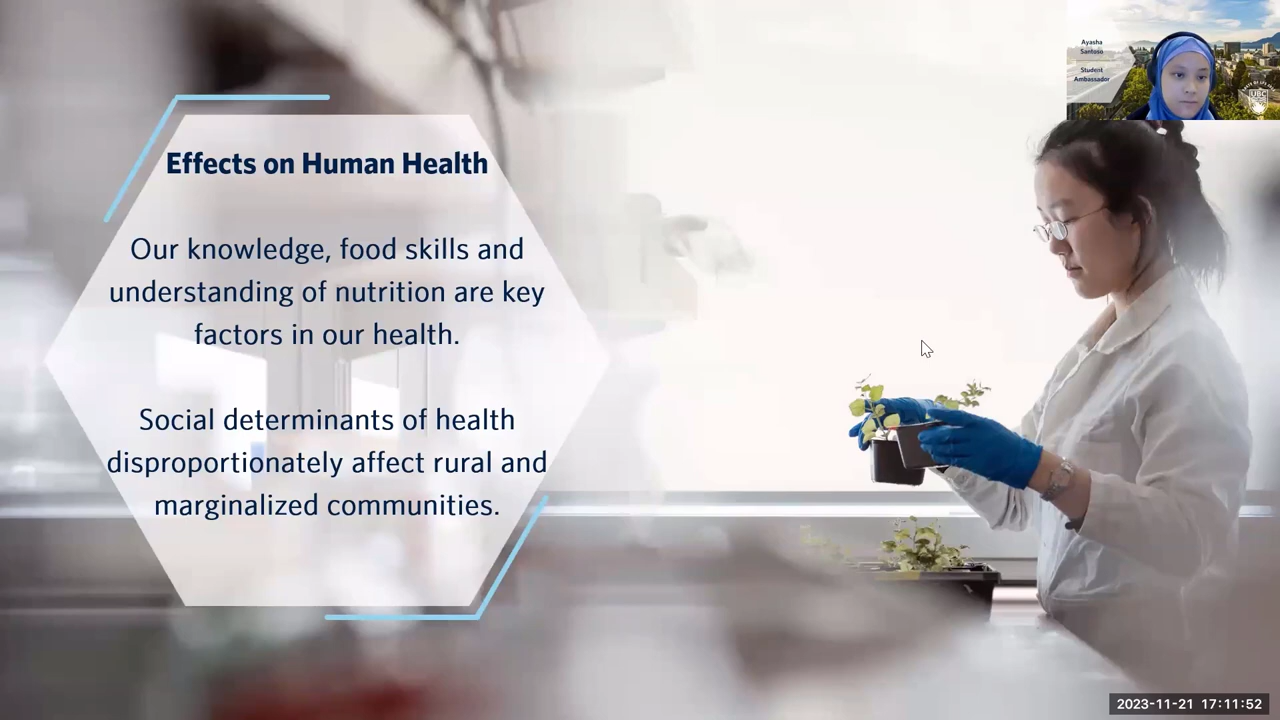 Effects on Human Health
Our knowledge, food skills and
understanding of nutrition are key
factors in our health.
Social determinants of health
disproportionately affect rural and
marginalized communities.
Ayasha
Santoso
Student
Ambassador
UBC
2023-11-21 17:11:52